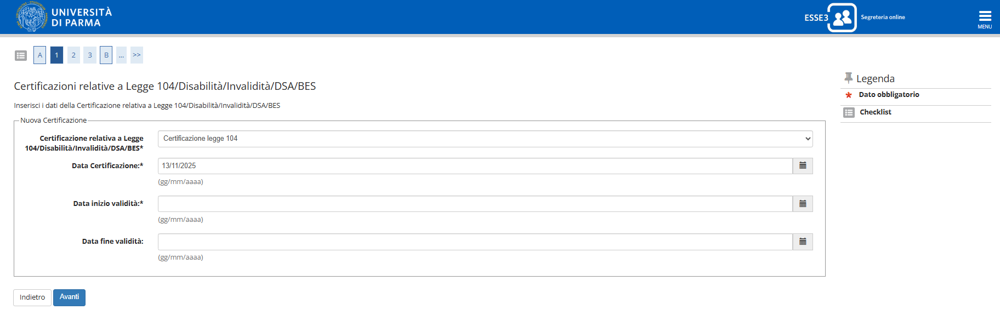 UNIVERSITÀ
DI PARMA
ESSE3
Segreteria online
MENU
A 1 2 3 B ... >>
Certificazioni relative a Legge 104/Disabilità/Invalidità/DSA/BES
Inserisci i dati della Certificazione relativa a Legge 104/Disabilità/Invalidità/DSA/BES
Nuova Certificazione
Certificazione relativa a Legge
104/Disabilità/Invalidità/DSA/BES*
Certificazione legge 104
Data Certificazione:*
13/11/2025
(gg/mm/aaaa)
Data inizio validità:*
(gg/mm/aaaa)
Data fine validità:
(gg/mm/aaaa)
Indietro
Avanti
Legenda
* Dato obbligatorio
Checklist